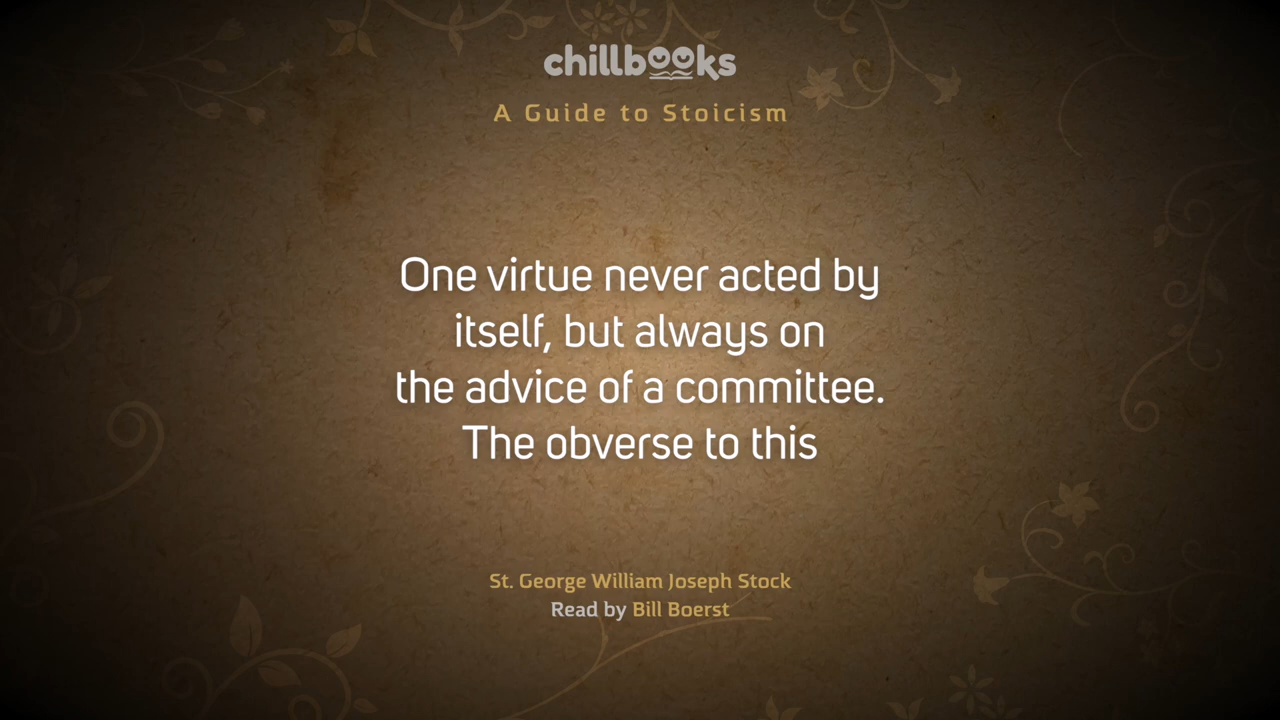 chillbooks
A Guide to Stoicism
One virtue never acted by
itself, but always on
the advice of a committee.
The obverse to this
St. George William Joseph Stock
Read by Bill Boerst